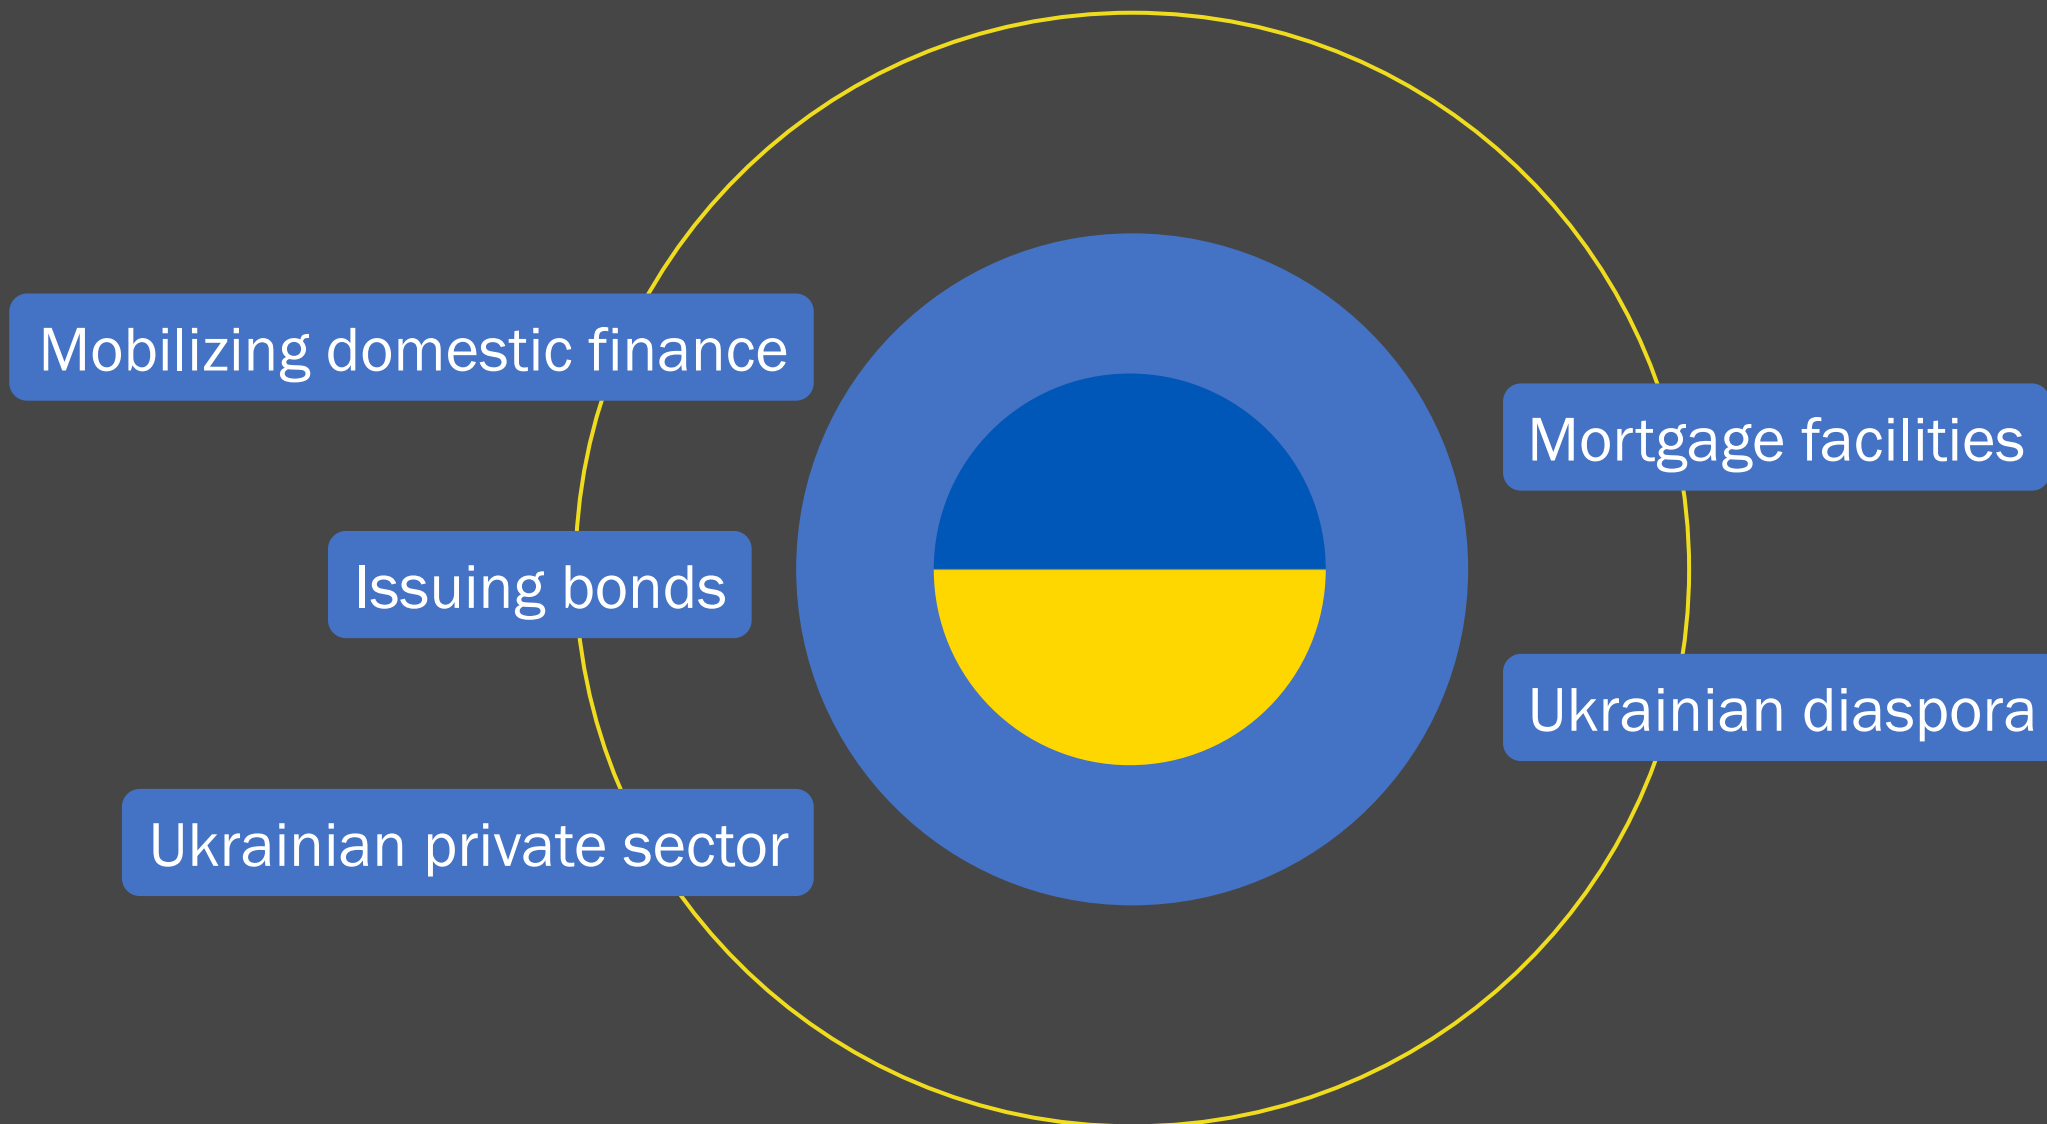 Mobilizing domestic finance
Issuing bonds
Ukrainian private sector
Mortgage facilities
Ukrainian diaspora